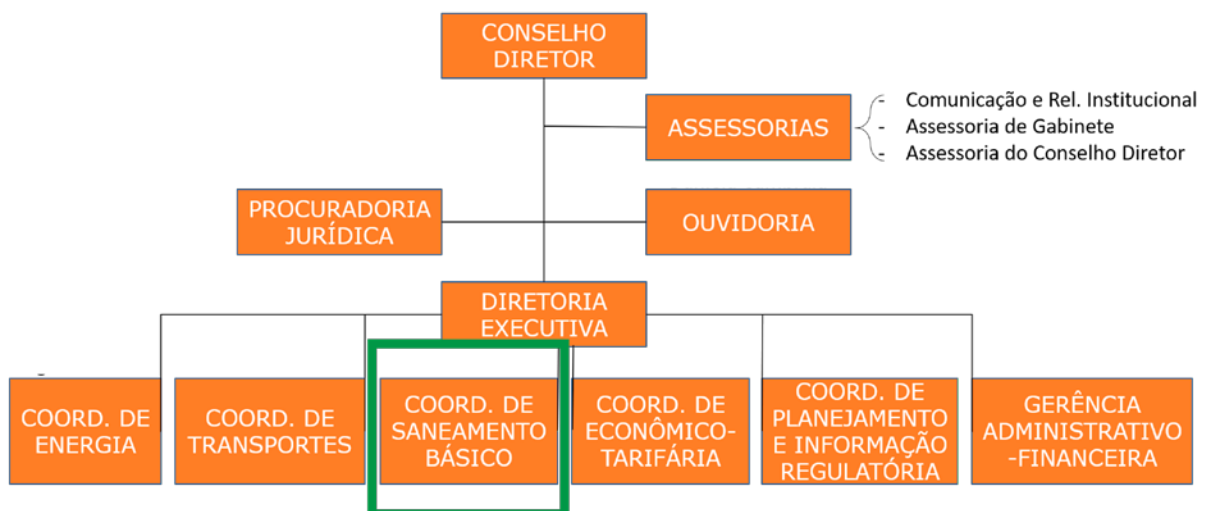 CONSELHO
DIRETOR
ASSESSORIAS
- Comunicação e Rel. Institucional
- Assessoria de Gabinete
- Assessoria do Conselho Diretor
PROCURADORIA
JURÍDICA
OUVIDORIA
DIRETORIA
EXECUTIVA
COORD. DE
ENERGIA
COORD. DE
TRANSPORTES
COORD. DE
SANEAMENTO
BÁSICO
COORD. DE
ECONÔMICO-
TARIFÁRIA
COORD. DE
PLANEJAMENTO
E INFORMAÇÃO
REGULATÓRIA
GERÊNCIA
ADMINISTRATIVO
-FINANCEIRA